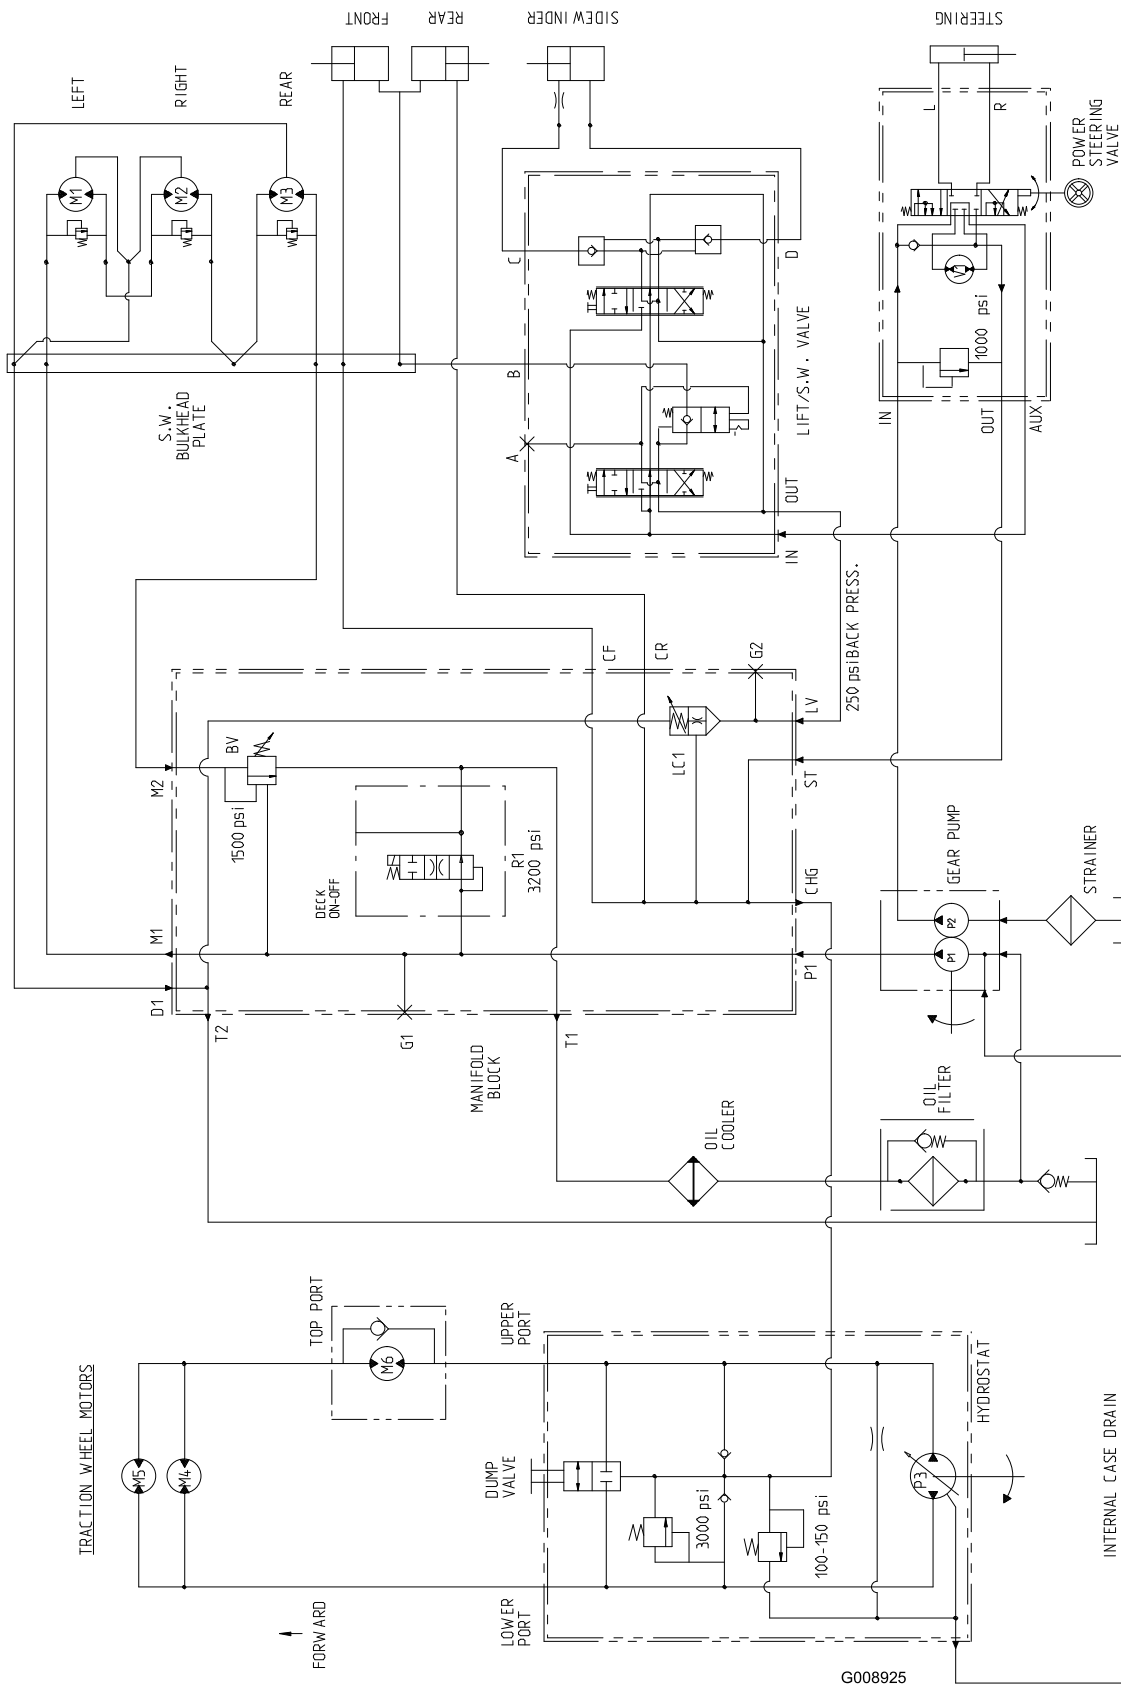 FRONT
REAR
SIDEWINDER
STEERING
LEFT
RIGHT
REAR
M1
M2
M3
L
R
POWER
STEERING
VALVE
C
D
V1
1000 psi
LIFT/S.W. VALVE
B
A
S.W.
BULKHEAD
PLATE
IN
OUT
AUX
OUT
IN
250 psi BACK PRESS.
CF
CR
G2
LV
BV
LC1
M2
1500 psi
ST
DECK
ON-OFF
R1
3200 psi
CHG
GEAR PUMP
STRAINER
M1
P1
P2
P1
D1
T2
G1
T1
MANIFOLD
BLOCK
OIL
COOLER
OIL
FILTER
TRACTION WHEEL MOTORS
TOP PORT
UPPER
PORT
M6
HYDROSTAT
M5
M4
DUMP
VALVE
3000 psi
100-150 psi
P3
INTERNAL CASE DRAIN
LOWER
PORT
FORWARD
G008925